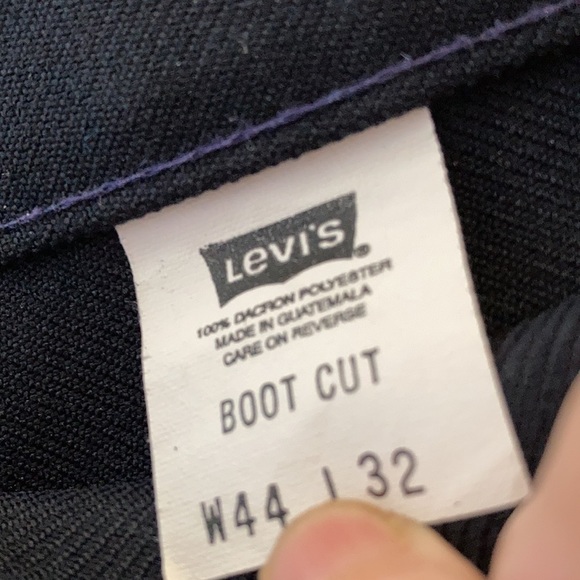 Levi's®
100% DACRON POLYESTER
MADE IN GUATEMALA
CARE ON REVERSE
BOOT CUT
W44 L32